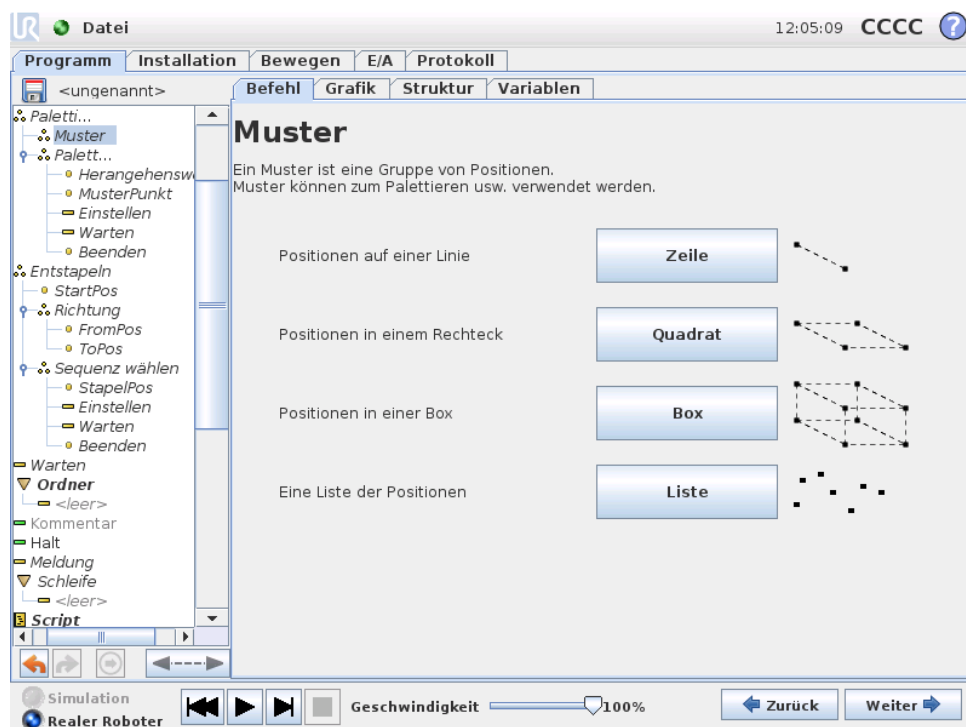 UR Datei 12:05:09 CCCC ?
Programm Installation Bewegen E/A Protokoll
<ungenannt>
Befehl Grafik Struktur Variablen
Paletti...
Muster
Palett...
Herangehensw
MusterPunkt
Einstellen
Warten
Beenden
Entstapeln
StartPos
Richtung
FromPos
ToPos
Sequenz wählen
StapelPos
Einstellen
Warten
Beenden
Warten
Ordner
<leer>
Kommentar
Halt
Meldung
Schleife
<leer>
Script
Muster
Ein Muster ist eine Gruppe von Positionen.
Muster können zum Palettieren usw. verwendet werden.
Positionen auf einer Linie Zeile
Positionen in einem Rechteck Quadrat
Positionen in einer Box Box
Eine Liste der Positionen Liste
Simulation
Realer Roboter
Geschwindigkeit 100%
Zurück Weiter